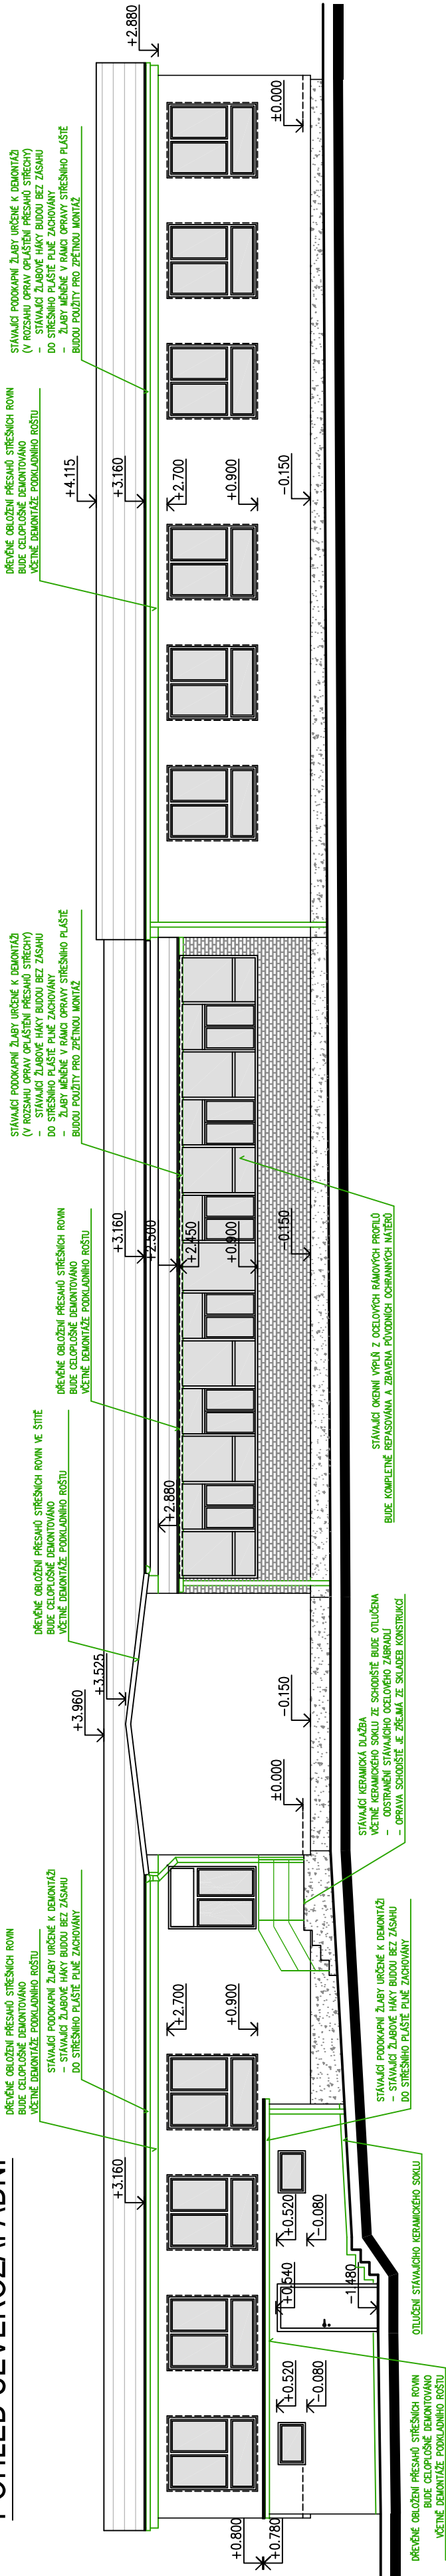 POHLED SEVEROZÁPADNÍ
DŘEVĚNÉ OBLOŽENÍ PŘESAHŮ STŘEŠNÍCH ROVIN
BUDE CELOPLOŠNĚ DEMONTOVÁNO
VČETNĚ DEMONTÁŽE PODKLADNÍHO ROŠTU
STÁVAJÍCÍ PODOKAPNÍ ŽLABY URČENÉ K DEMONTÁŽI
- STÁVAJÍCÍ ŽLABOVÉ HÁKY BUDOU BEZ ZÁSAHU
DO STŘEŠNÍHO PLÁŠTĚ PLNĚ ZACHOVÁNY
DŘEVĚNÉ OBLOŽENÍ PŘESAHŮ STŘEŠNÍCH ROVIN VE ŠTÍTĚ
BUDE CELOPLOŠNĚ DEMONTOVÁNO
VČETNĚ DEMONTÁŽE PODKLADNÍHO ROŠTU
DŘEVĚNÉ OBLOŽENÍ PŘESAHŮ STŘEŠNÍCH ROVIN
BUDE CELOPLOŠNĚ DEMONTOVÁNO
VČETNĚ DEMONTÁŽE PODKLADNÍHO ROŠTU
STÁVAJÍCÍ PODOKAPNÍ ŽLABY URČENÉ K DEMONTÁŽI
(V ROZSAHU OPRAV OPLÁŠTĚNÍ PŘESAHŮ STŘECHY)
- STÁVAJÍCÍ ŽLABOVÉ HÁKY BUDOU BEZ ZÁSAHU
DO STŘEŠNÍHO PLÁŠTĚ PLNĚ ZACHOVÁNY
- ŽLABY MĚNĚNÉ V RÁMCI OPRAVY STŘEŠNÍHO PLÁŠTĚ
BUDOU POUŽITY PRO ZPĚTNOU MONTÁŽ
DŘEVĚNÉ OBLOŽENÍ PŘESAHŮ STŘEŠNÍCH ROVIN
BUDE CELOPLOŠNĚ DEMONTOVÁNO
VČETNĚ DEMONTÁŽE PODKLADNÍHO ROŠTU
STÁVAJÍCÍ PODOKAPNÍ ŽLABY URČENÉ K DEMONTÁŽI
(V ROZSAHU OPRAV OPLÁŠTĚNÍ PŘESAHŮ STŘECHY)
- STÁVAJÍCÍ ŽLABOVÉ HÁKY BUDOU BEZ ZÁSAHU
DO STŘEŠNÍHO PLÁŠTĚ PLNĚ ZACHOVÁNY
- ŽLABY MĚNĚNÉ V RÁMCI OPRAVY STŘEŠNÍHO PLÁŠTĚ
BUDOU POUŽITY PRO ZPĚTNOU MONTÁŽ
+3.160
+3.960
+3.525
+2.880
+3.160
+2.500
+2.450
+0.900
-0.150
+4.115
+3.160
+2.700
+0.900
-0.150
+2.880
±0.000
+2.700
+0.900
±0.000
-0.150
+0.800
+0.780
+0.520
-0.080
+0.540
-1.480
+0.520
-0.080
DŘEVĚNÉ OBLOŽENÍ PŘESAHŮ STŘEŠNÍCH ROVIN
BUDE CELOPLOŠNĚ DEMONTOVÁNO
VČETNĚ DEMONTÁŽE PODKLADNÍHO ROŠTU
OTLUČENÍ STÁVAJÍCÍHO KERAMICKÉHO SOKLU
STÁVAJÍCÍ PODOKAPNÍ ŽLABY URČENÉ K DEMONTÁŽI
- STÁVAJÍCÍ ŽLABOVÉ HÁKY BUDOU BEZ ZÁSAHU
DO STŘEŠNÍHO PLÁŠTĚ PLNĚ ZACHOVÁNY
STÁVAJÍCÍ KERAMICKÁ DLAŽBA
VČETNĚ KERAMICKÉHO SOKLU ZE SCHODIŠTĚ BUDE OTLUČENA
- ODSTRANĚNÍ STÁVAJÍCÍHO OCELOVÉHO ZÁBRADLÍ
- OPRAVA SCHODIŠTĚ JE ZŘEJMÁ ZE SKLADEB KONSTRUKCÍ
STÁVAJÍCÍ OKENNÍ VÝPLŇ Z OCELOVÝCH RÁMOVÝCH PROFILŮ
BUDE KOMPLETNĚ REPASOVÁNA A ZBAVENA PŮVODNÍCH OCHRANNÝCH NÁTĚRŮ